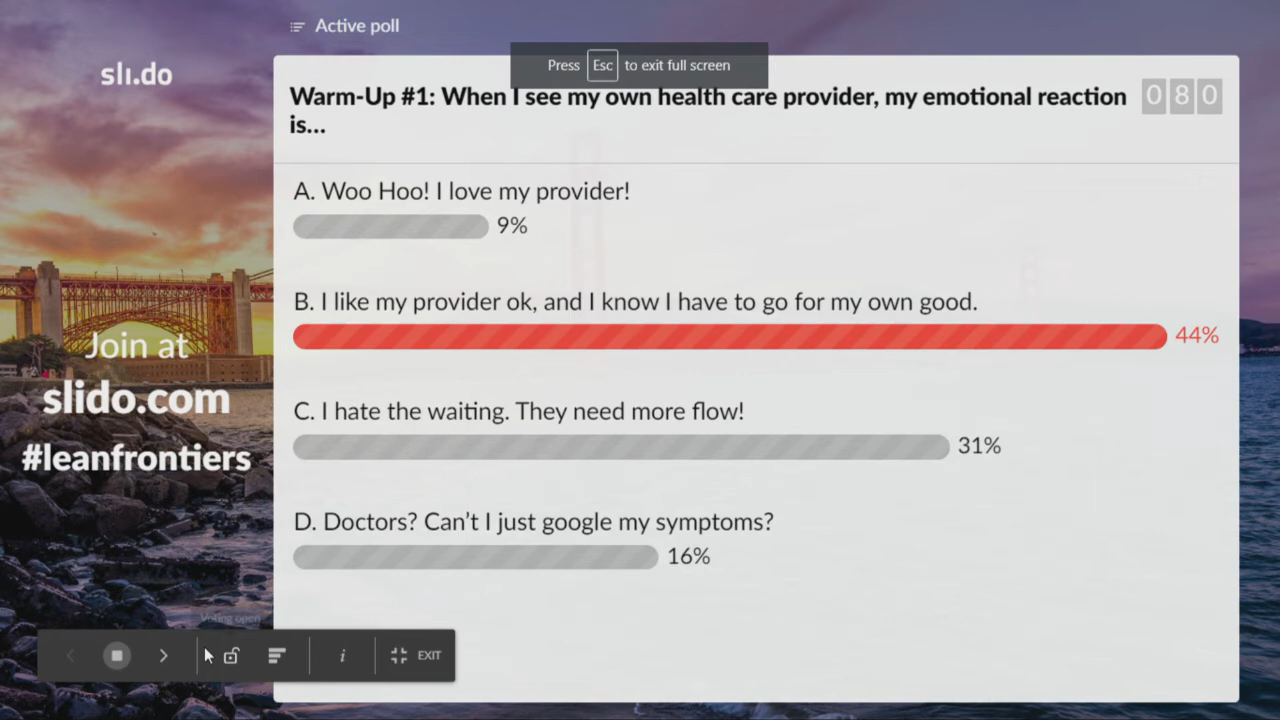 Active poll
Press Esc to exit full screen
sli.do
Warm-Up #1: When I see my own health care provider, my emotional reaction
is...
080
A. Woo Hoo! I love my provider!
9%
B. I like my provider ok, and I know I have to go for my own good.
44%
C. I hate the waiting. They need more flow!
31%
D. Doctors? Can't I just google my symptoms?
16%
Join at
slido.com
#leanfrontiers
Voting open
i
EXIT